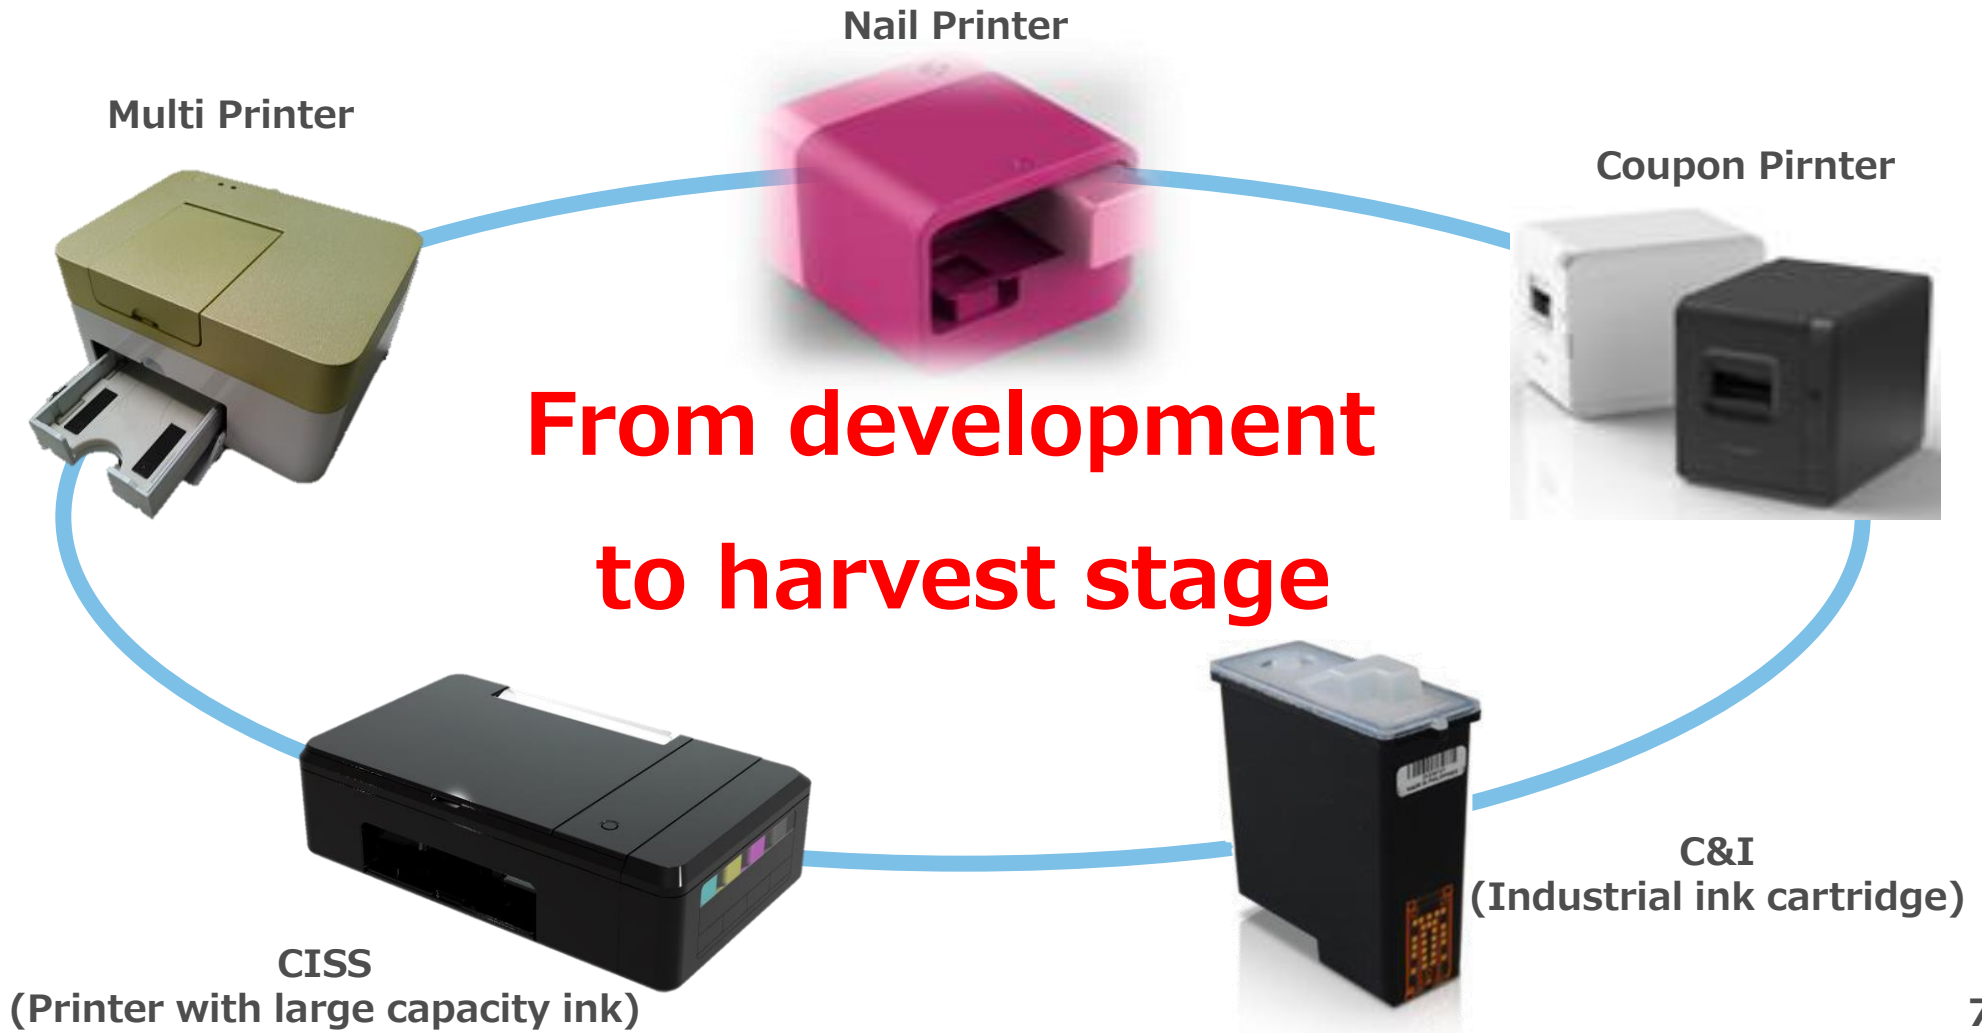 Nail Printer
Multi Printer
Coupon Pirnter
From development
to harvest stage
C&I
(Industrial ink cartridge)
CISS
(Printer with large capacity ink)
7